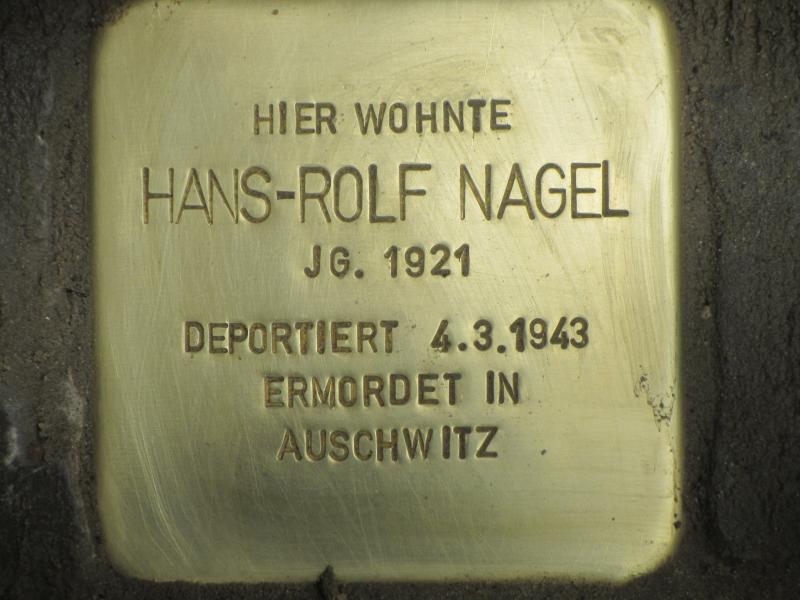 HIER WOHNTE
HANS-ROLF NAGEL
JG. 1921
DEPORTIERT 4.3.1943
ERMORDET IN
AUSCHWITZ